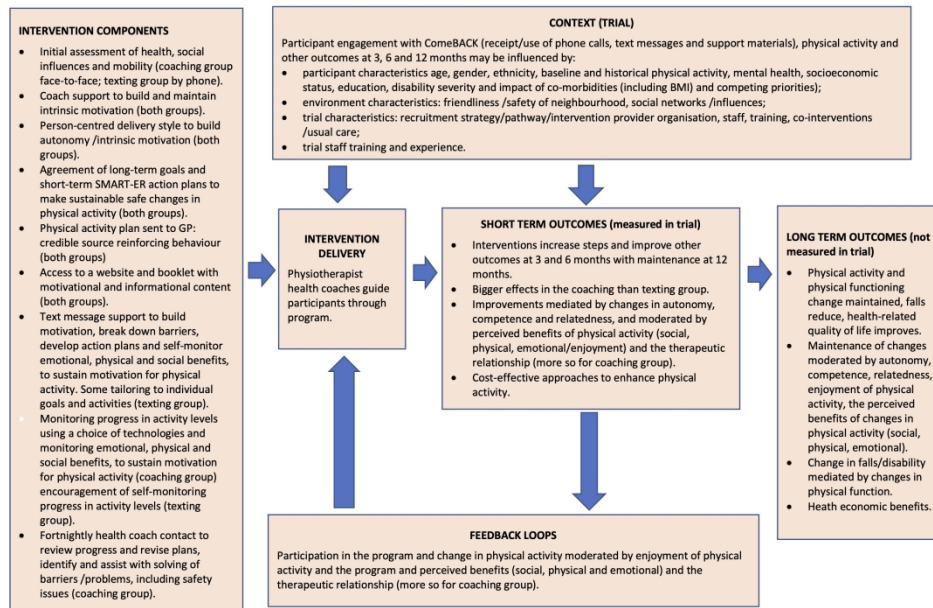 INTERVENTION COMPONENTS
• Initial assessment of health, social
influences and mobility (coaching group
face-to-face; texting group by phone).
• Coach support to build and maintain
intrinsic motivation (both groups).
• Person-centred delivery style to build
autonomy /intrinsic motivation (both
groups).
• Agreement of long-term goals and
short-term SMART-ER action plans to
make sustainable safe changes in
physical activity (both groups).
• Physical activity plan sent to GP:
credible source reinforcing behaviour
(both groups)
• Access to a website and booklet with
motivational and informational content
(both groups).
• Text message support to build
motivation, break down barriers,
develop action plans and self-monitor
emotional, physical and social benefits,
to sustain motivation for physical
activity. Some tailoring to individual
goals and activities (texting group).
Monitoring progress in activity levels
using a choice of technologies and
monitoring emotional, physical and
social benefits, to sustain motivation
for physical activity (coaching group)
encouragement of self-monitoring
progress in activity levels (texting
group).
• Fortnightly health coach contact to
review progress and revise plans,
identify and assist with solving of
barriers /problems, including safety
issues (coaching group).
CONTEXT (TRIAL)
Participant engagement with ComeBACK (receipt/use of phone calls, text messages and support materials), physical activity and
other outcomes at 3, 6 and 12 months may be influenced by:
• participant characteristics age, gender, ethnicity, baseline and historical physical activity, mental health, socioeconomic
status, education, disability severity and impact of co-morbidities (including BMI) and competing priorities);
• environment characteristics: friendliness /safety of neighbourhood, social networks /influences;
• trial characteristics: recruitment strategy/pathway/intervention provider organisation, staff, training, co-interventions
/usual care;
• trial staff training and experience.
INTERVENTION
DELIVERY
Physiotherapist
health coaches guide
participants through
program.
SHORT TERM OUTCOMES (measured in trial)
• Interventions increase steps and improve other
outcomes at 3 and 6 months with maintenance at 12
months.
• Bigger effects in the coaching than texting group.
• Improvements mediated by changes in autonomy,
competence and relatedness, and moderated by
perceived benefits of physical activity (social,
physical, emotional/enjoyment) and the therapeutic
relationship (more so for coaching group).
• Cost-effective approaches to enhance physical
activity.
LONG TERM OUTCOMES (not
measured in trial)
• Physical activity and
physical functioning
change maintained, falls
reduce, health-related
quality of life improves.
• Maintenance of changes
moderated by autonomy,
competence, relatedness,
enjoyment of physical
activity, the perceived
benefits of changes in
physical activity (social,
physical, emotional).
• Change in falls/disability
mediated by changes in
physical function.
• Heath economic benefits.
FEEDBACK LOOPS
Participation in the program and change in physical activity moderated by enjoyment of physical
activity and the program and perceived benefits (social, physical and emotional) and the
therapeutic relationship (more so for coaching group).